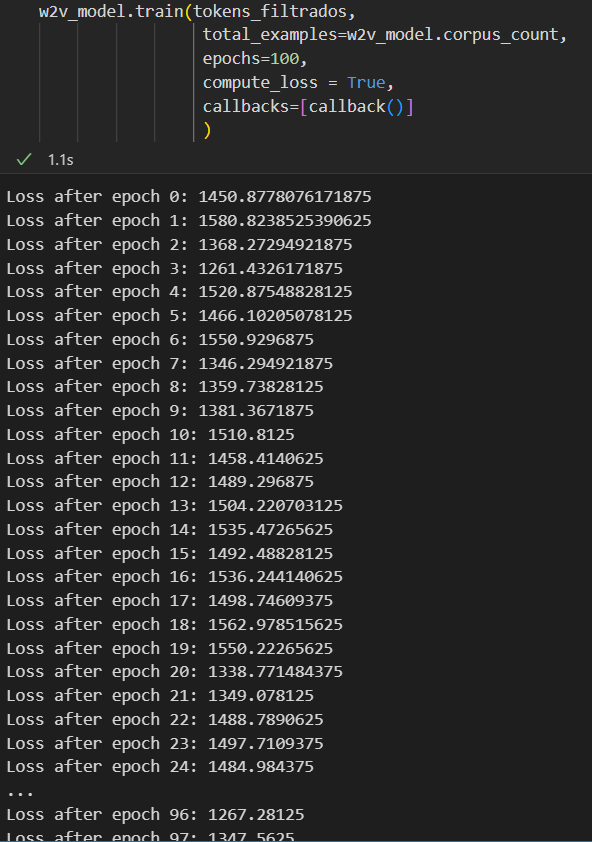 w2v_model.train(tokens_filtrados,
total_examples=w2v_model.corpus_count,
epochs=100,
compute_loss = True,
callbacks=[callback()]
)
✓ 1.1s
Loss after epoch 0: 1450.8778076171875
Loss after epoch 1: 1580.8238525390625
Loss after epoch 2: 1368.27294921875
Loss after epoch 3: 1261.4326171875
Loss after epoch 4: 1520.87548828125
Loss after epoch 5: 1466.10205078125
Loss after epoch 6: 1550.9296875
Loss after epoch 7: 1346.294921875
Loss after epoch 8: 1359.73828125
Loss after epoch 9: 1381.3671875
Loss after epoch 10: 1510.8125
Loss after epoch 11: 1458.4140625
Loss after epoch 12: 1489.296875
Loss after epoch 13: 1504.220703125
Loss after epoch 14: 1535.47265625
Loss after epoch 15: 1492.48828125
Loss after epoch 16: 1536.244140625
Loss after epoch 17: 1498.74609375
Loss after epoch 18: 1562.978515625
Loss after epoch 19: 1550.22265625
Loss after epoch 20: 1338.771484375
Loss after epoch 21: 1349.078125
Loss after epoch 22: 1488.7890625
Loss after epoch 23: 1497.7109375
Loss after epoch 24: 1484.984375
...
Loss after epoch 96: 1267.28125
Loss after epoch 97: 1347.5625